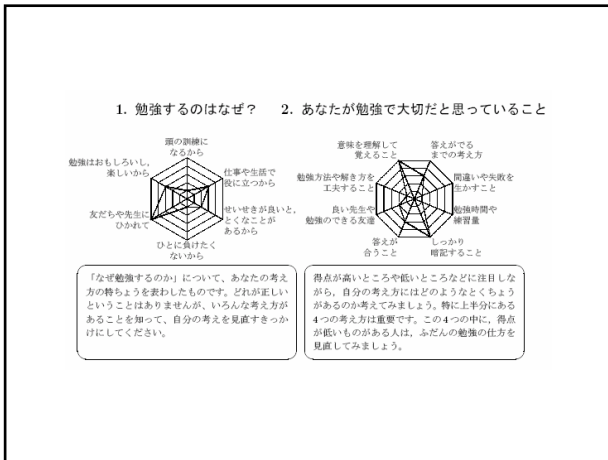 1. 勉強するのはなぜ？
頭の訓練に
なるから
仕事や生活で
役に立つから
せいせきが良いと，
とくなことが
あるから
ひとに負けたく
ないから
友だちや先生に
ひかれて
勉強はおもしろいし，
楽しいから
「なぜ勉強するのか」について、あなたの考え
方の特ちょうを表わしたものです。どれが正しい
ということはありませんが、いろんな考え方が
あることを知って、自分の考えを見直すきっか
けにしてください。
2. あなたが勉強で大切だと思っていること
意味を理解して
覚えること
答えがでる
までの考え方
間違いや失敗を
生かすこと
勉強時間や
練習量
しっかり
暗記すること
答えが
合うこと
良い先生や
勉強のできる友達
勉強方法や解き方を
工夫すること
得点が高いところや低いところなどに注目しな
がら、自分の考え方にはどのようなとくちょう
があるのか考えてみましょう。特に上半分にある
4つの考え方は重要です。この4つの中に、得点
が低いものがある人は、ふだんの勉強の仕方を
見直してみましょう。